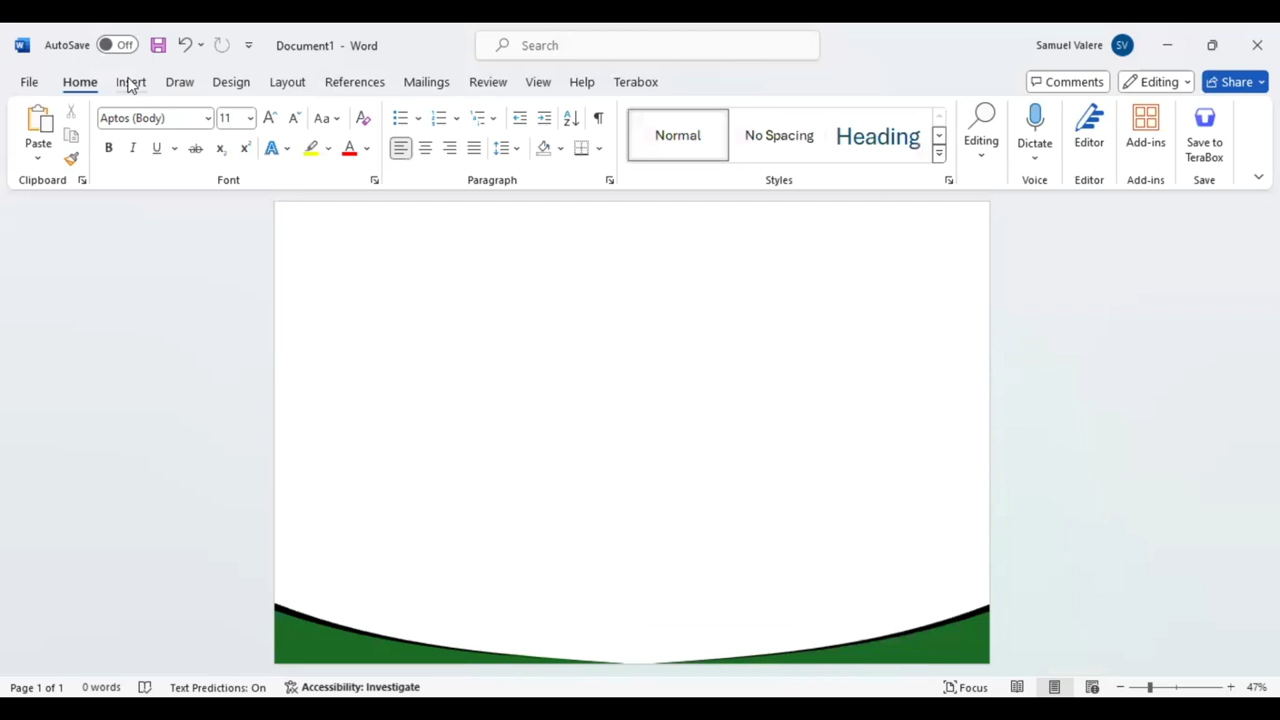 AutoSave Off Document1 - Word Search Samuel Valere SV
File Home Insert Draw Design Layout References Mailings Review View Help Terabox Comments Editing Share
Paste Aptos (Body) 11 Aa Normal No Spacing Heading Editing Dictate Editor Add-ins Save to TeraBox
Clipboard Font Paragraph Styles Voice Editor Add-ins Save
Page 1 of 1 0 words Text Predictions: On Accessibility: Investigate Focus 47%